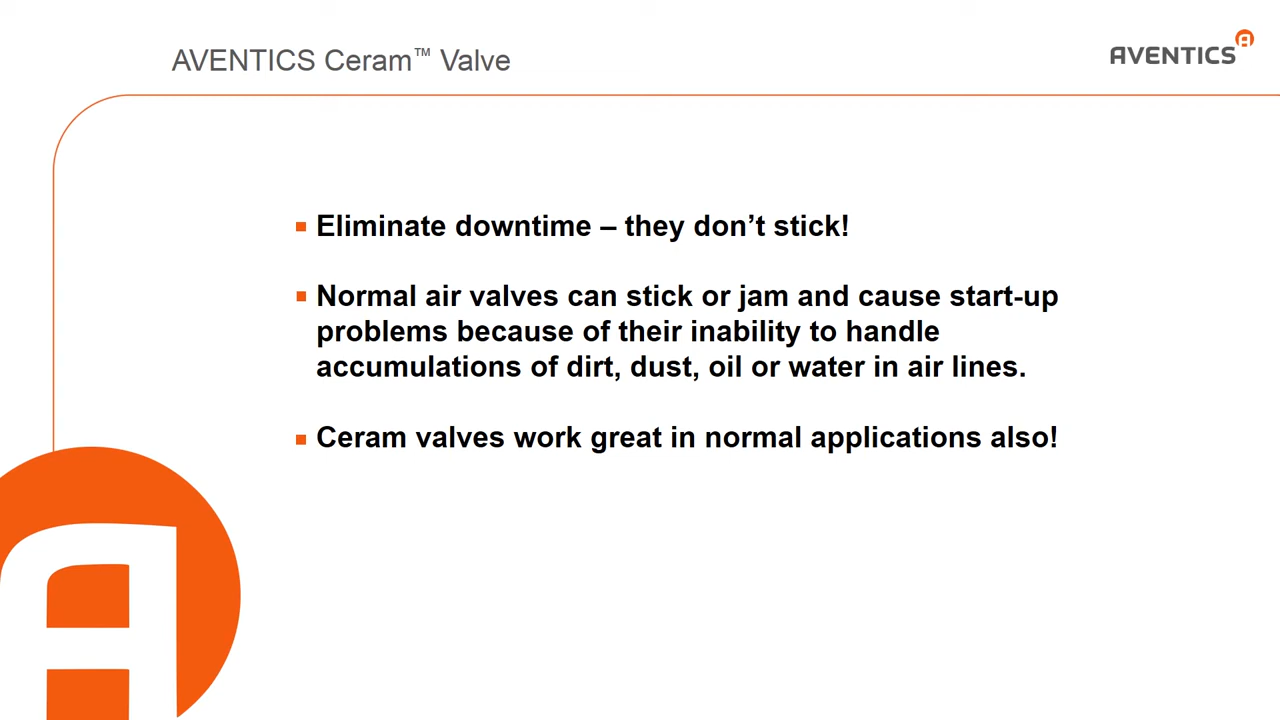 AVENTICS Ceram™ Valve
AVENTICS
Eliminate downtime – they don’t stick!
Normal air valves can stick or jam and cause start-up
problems because of their inability to handle
accumulations of dirt, dust, oil or water in air lines.
Ceram valves work great in normal applications also!